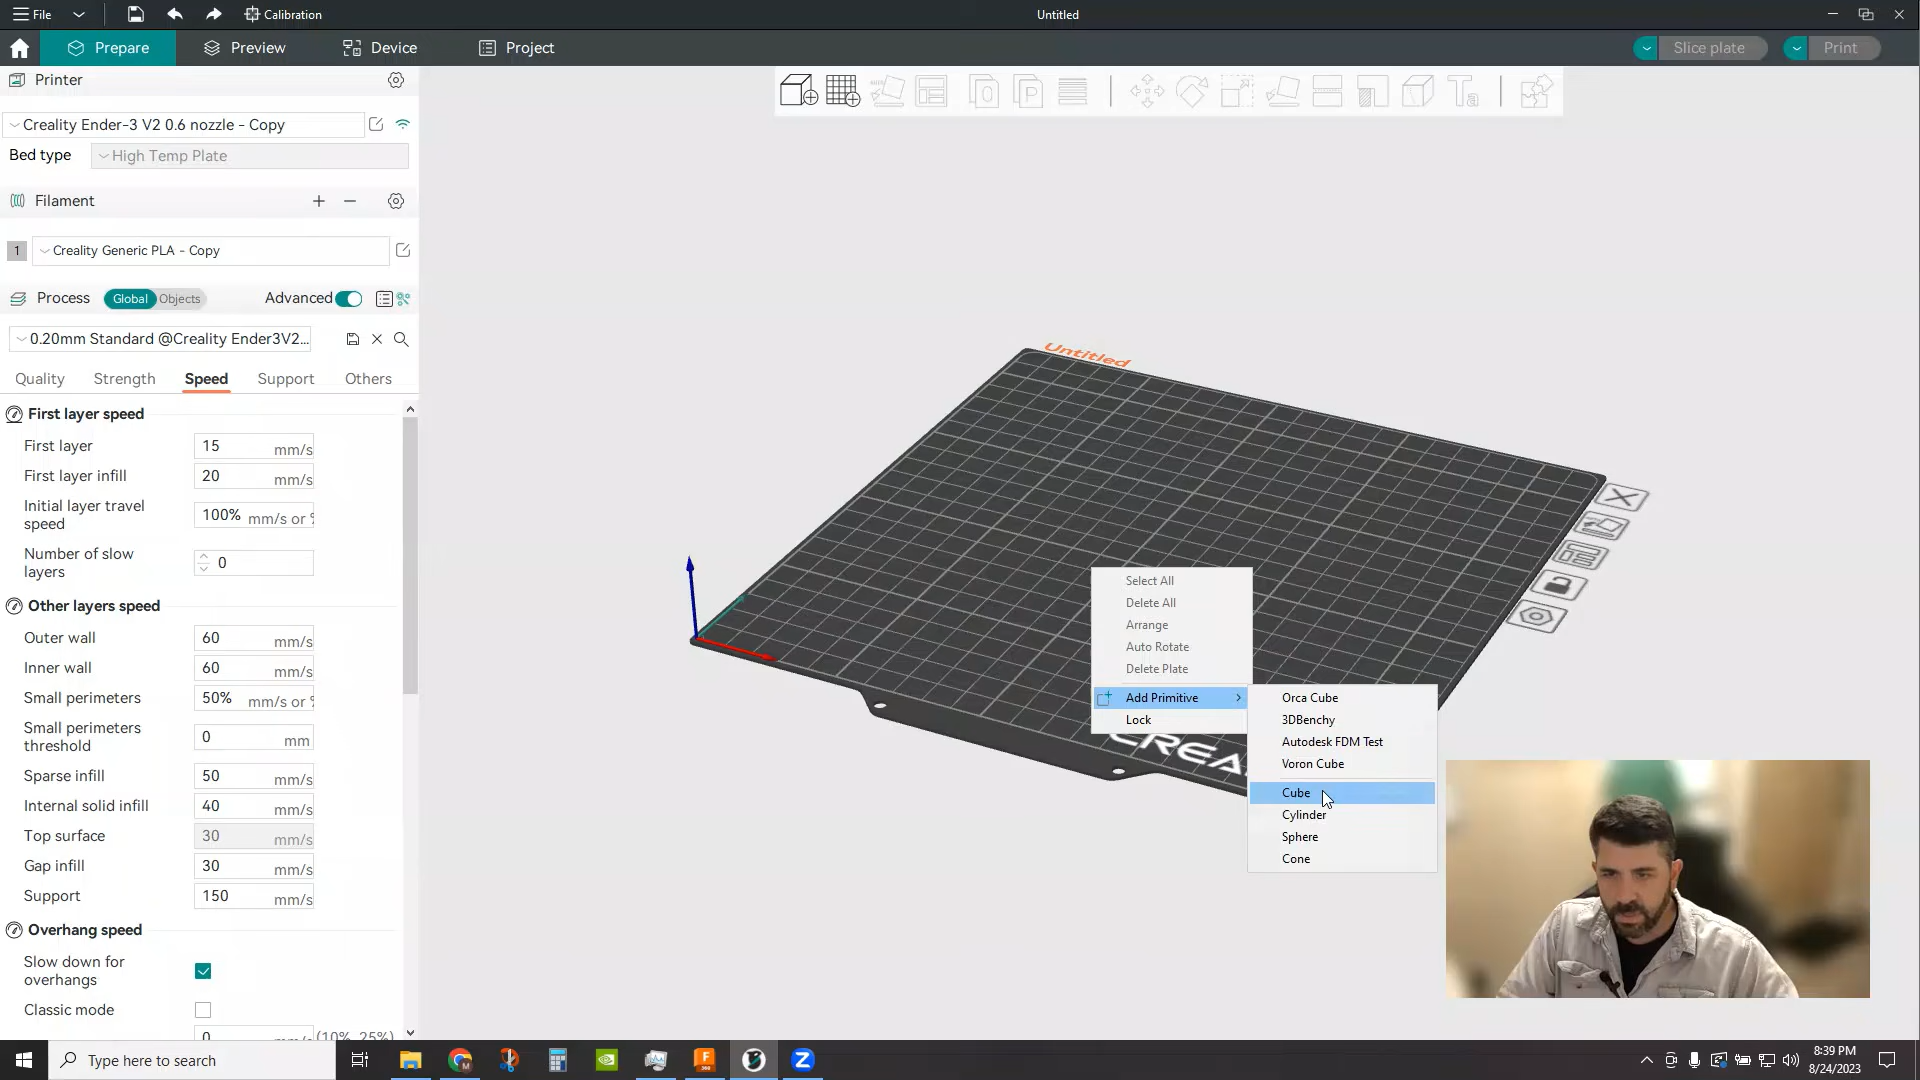 File
Calibration
Untitled
Prepare
Preview
Device
Project
Slice plate
Print
Printer
Creality Ender-3 V2 0.6 nozzle - Copy
Bed type
High Temp Plate
Filament
1
Creality Generic PLA - Copy
Process
Global
Objects
Advanced
0.20mm Standard @Creality Ender3V2...
Quality
Strength
Speed
Support
Others
First layer speed
First layer
15
mm/s
First layer infill
20
mm/s
Initial layer travel
speed
100%
mm/s or
Number of slow
layers
0
Other layers speed
Outer wall
60
mm/s
Inner wall
60
mm/s
Small perimeters
50%
mm/s or
Small perimeters
threshold
0
mm
Sparse infill
50
mm/s
Internal solid infill
40
mm/s
Top surface
30
mm/s
Gap infill
30
mm/s
Support
150
mm/s
Overhang speed
Slow down for
overhangs
Classic mode
0
(10%, 25%)
Untitled
Select All
Delete All
Arrange
Auto Rotate
Delete Plate
Add Primitive
Lock
Orca Cube
3DBenchy
Autodesk FDM Test
Voron Cube
Cube
Cylinder
Sphere
Cone
Type here to search
8:39 PM
8/24/2023